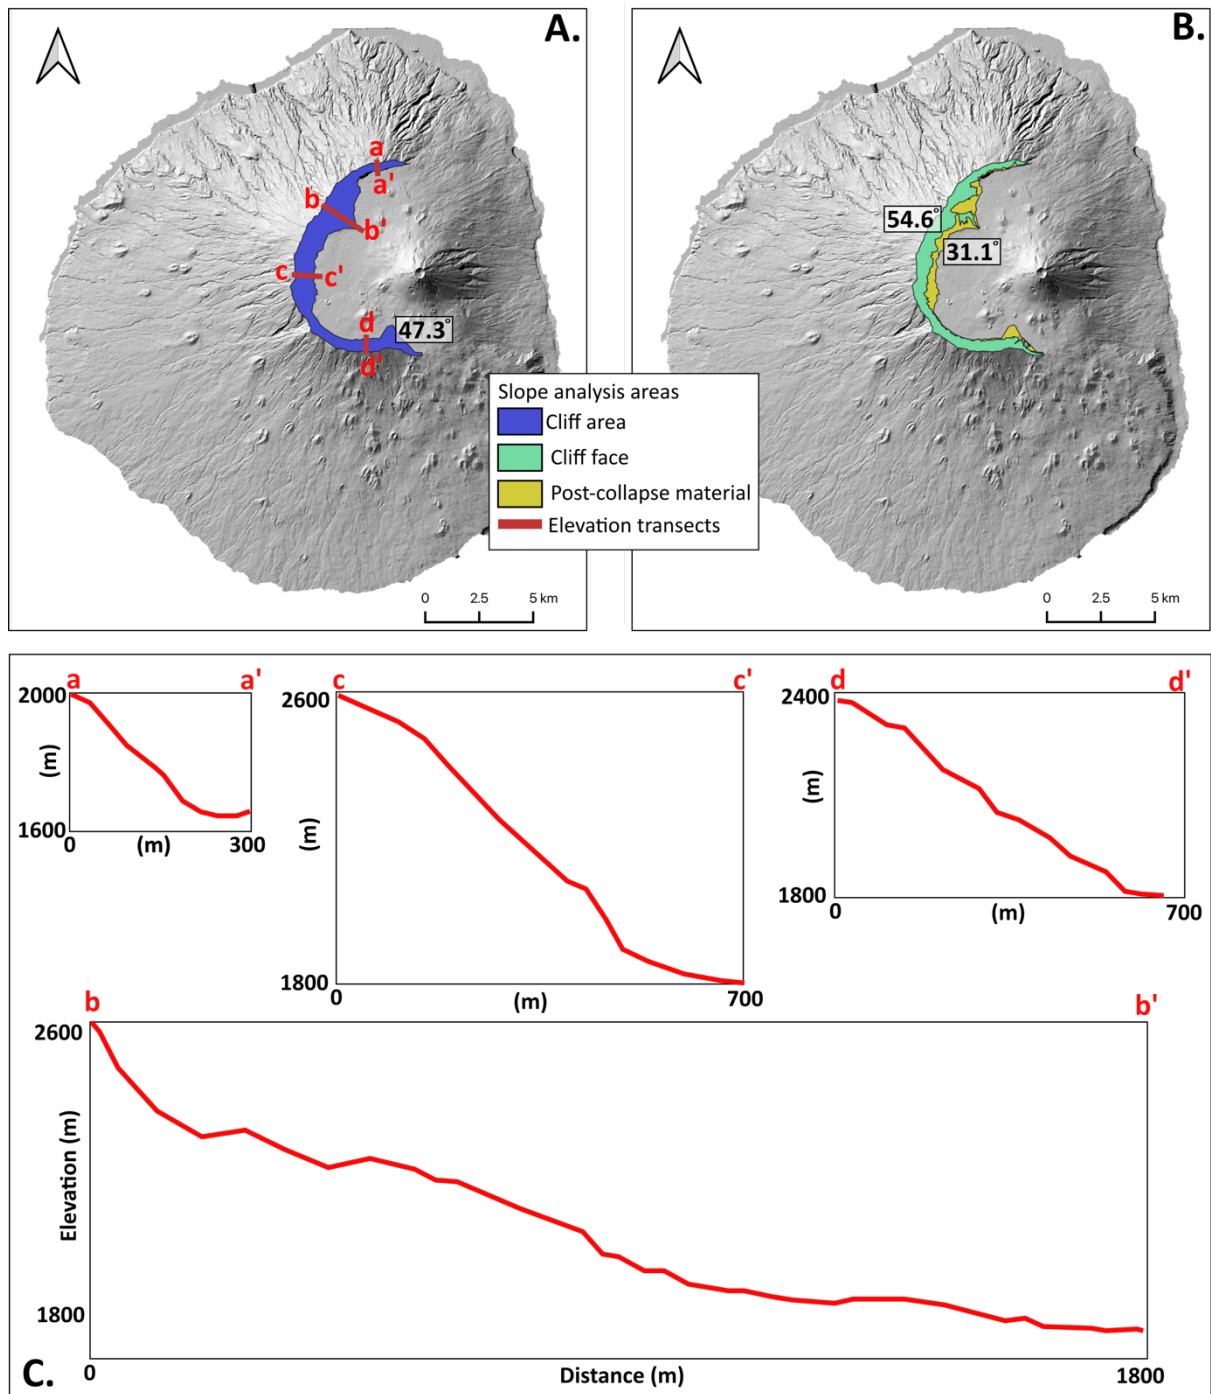 A.
a
a'
b
b'
c
c'
d
d'
47.3°
0 2.5 5 km
B.
54.6°
31.1°
0 2.5 5 km
Slope analysis areas
Cliff area
Cliff face
Post-collapse material
Elevation transects
a a'
2000
(m)
1600
0 (m) 300
c c'
2600
(m)
1800
0 (m) 700
d d'
2400
(m)
1800
0 (m) 700
b b'
2600
Elevation (m)
1800
0 Distance (m) 1800
C.